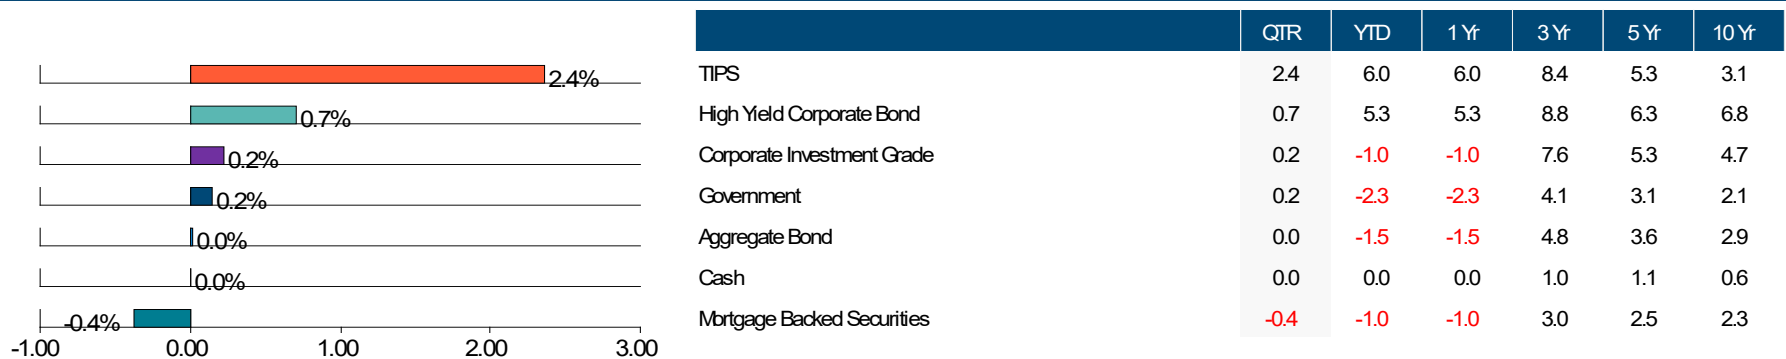 QTR YTD 1 Yr 3 Yr 5 Yr 10 Yr
2.4% TIPS 2.4 6.0 6.0 8.4 5.3 3.1
0.7% High Yield Corporate Bond 0.7 5.3 5.3 8.8 6.3 6.8
0.2% Corporate Investment Grade 0.2 -1.0 -1.0 7.6 5.3 4.7
0.2% Government 0.2 -2.3 -2.3 4.1 3.1 2.1
0.0% Aggregate Bond 0.0 -1.5 -1.5 4.8 3.6 2.9
0.0% Cash 0.0 0.0 0.0 1.0 1.1 0.6
-0.4% Mortgage Backed Securities -0.4 -1.0 -1.0 3.0 2.5 2.3
-1.00 0.00 1.00 2.00 3.00